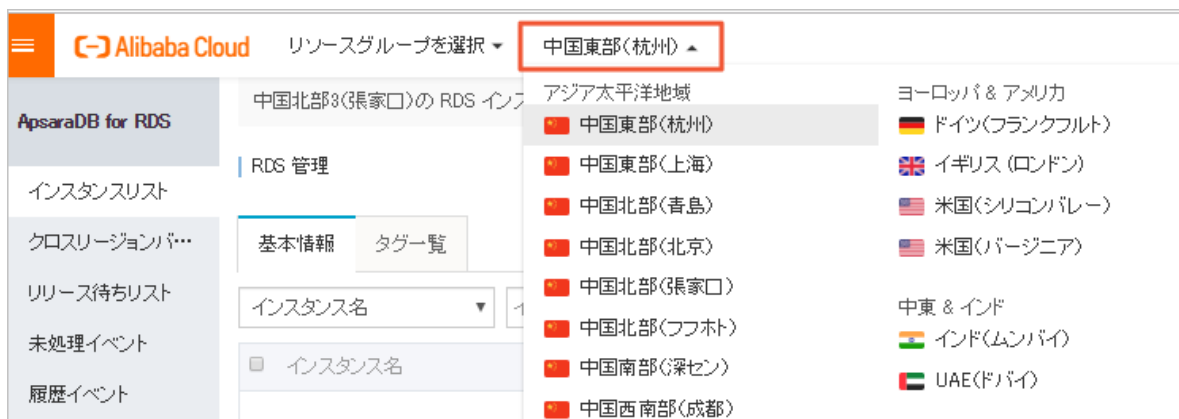 Alibaba Cloud リソースグループを選択 中国東部(杭州)
ApsaraDB for RDS
インスタンスリスト
クロスリージョンバ…
リリース待ちリスト
未処理イベント
履歴イベント
中国北部3(張家口)の RDS インス
RDS 管理
基本情報 タグ一覧
インスタンス名
インスタンス名
アジア太平洋地域
中国東部(杭州)
中国東部(上海)
中国北部(青島)
中国北部(北京)
中国北部(張家口)
中国北部(フフホト)
中国南部(深セン)
中国西南部(成都)
ヨーロッパ & アメリカ
ドイツ(フランクフルト)
イギリス (ロンドン)
米国(シリコンバレー)
米国(バージニア)
中東 & インド
インド(ムンバイ)
UAE(ドバイ)